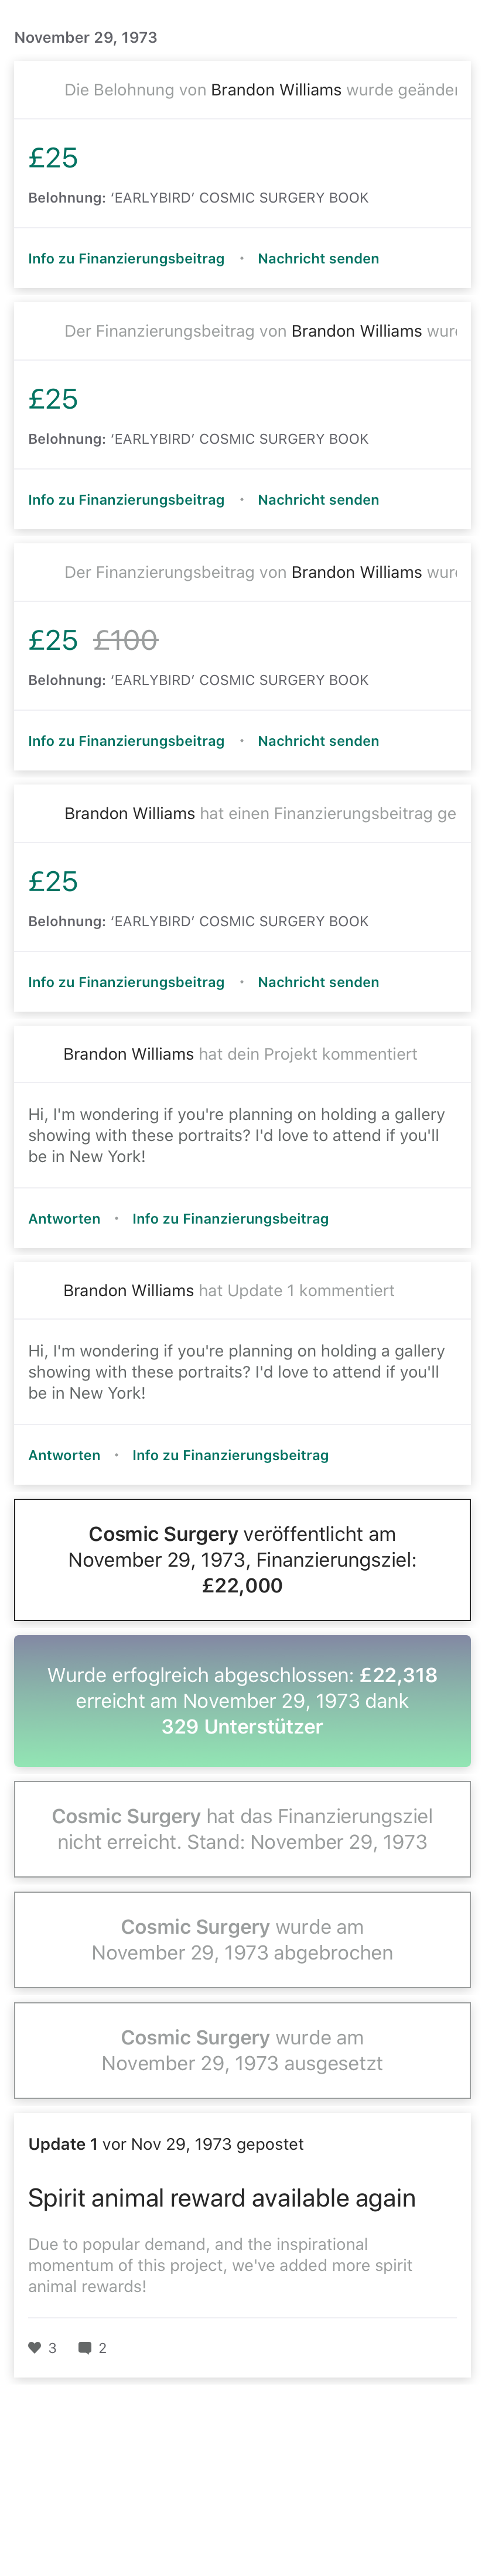 November 29, 1973
Die Belohnung von Brandon Williams wurde geänder
£25
Belohnung: ‘EARLYBIRD’ COSMIC SURGERY BOOK
Info zu Finanzierungsbeitrag • Nachricht senden
Der Finanzierungsbeitrag von Brandon Williams wurd
£25
Belohnung: ‘EARLYBIRD’ COSMIC SURGERY BOOK
Info zu Finanzierungsbeitrag • Nachricht senden
Der Finanzierungsbeitrag von Brandon Williams wurd
£25 £100
Belohnung: ‘EARLYBIRD’ COSMIC SURGERY BOOK
Info zu Finanzierungsbeitrag • Nachricht senden
Brandon Williams hat einen Finanzierungsbeitrag ge
£25
Belohnung: ‘EARLYBIRD’ COSMIC SURGERY BOOK
Info zu Finanzierungsbeitrag • Nachricht senden
Brandon Williams hat dein Projekt kommentiert
Hi, I'm wondering if you're planning on holding a gallery
showing with these portraits? I'd love to attend if you'll
be in New York!
Antworten • Info zu Finanzierungsbeitrag
Brandon Williams hat Update 1 kommentiert
Hi, I'm wondering if you're planning on holding a gallery
showing with these portraits? I'd love to attend if you'll
be in New York!
Antworten • Info zu Finanzierungsbeitrag
Cosmic Surgery veröffentlicht am
November 29, 1973, Finanzierungsziel:
£22,000
Wurde erfoglreich abgeschlossen: £22,318
erreicht am November 29, 1973 dank
329 Unterstützer
Cosmic Surgery hat das Finanzierungsziel
nicht erreicht. Stand: November 29, 1973
Cosmic Surgery wurde am
November 29, 1973 abgebrochen
Cosmic Surgery wurde am
November 29, 1973 ausgesetzt
Update 1 vor Nov 29, 1973 gepostet
Spirit animal reward available again
Due to popular demand, and the inspirational
momentum of this project, we've added more spirit
animal rewards!
3 2